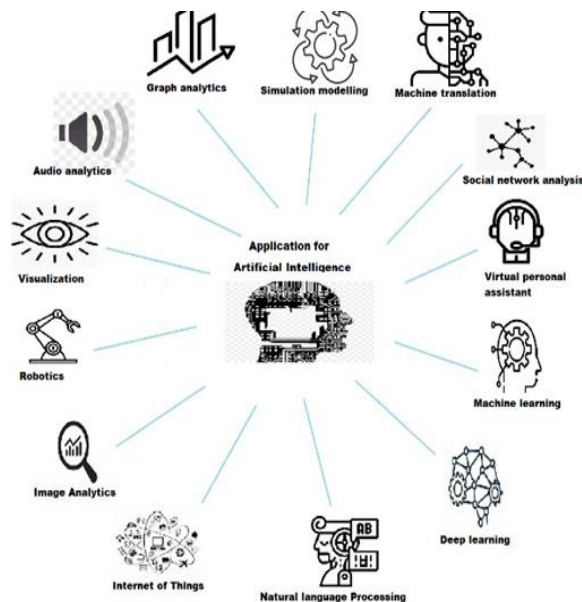 Graph analytics
Simulation modelling
Machine translation
Audio analytics
Social network analysis
Application for
Artificial Intelligence
Visualization
Virtual personal
assistant
Robotics
Machine learning
Image Analytics
Deep learning
AB
Internet of Things
Natural language Processing